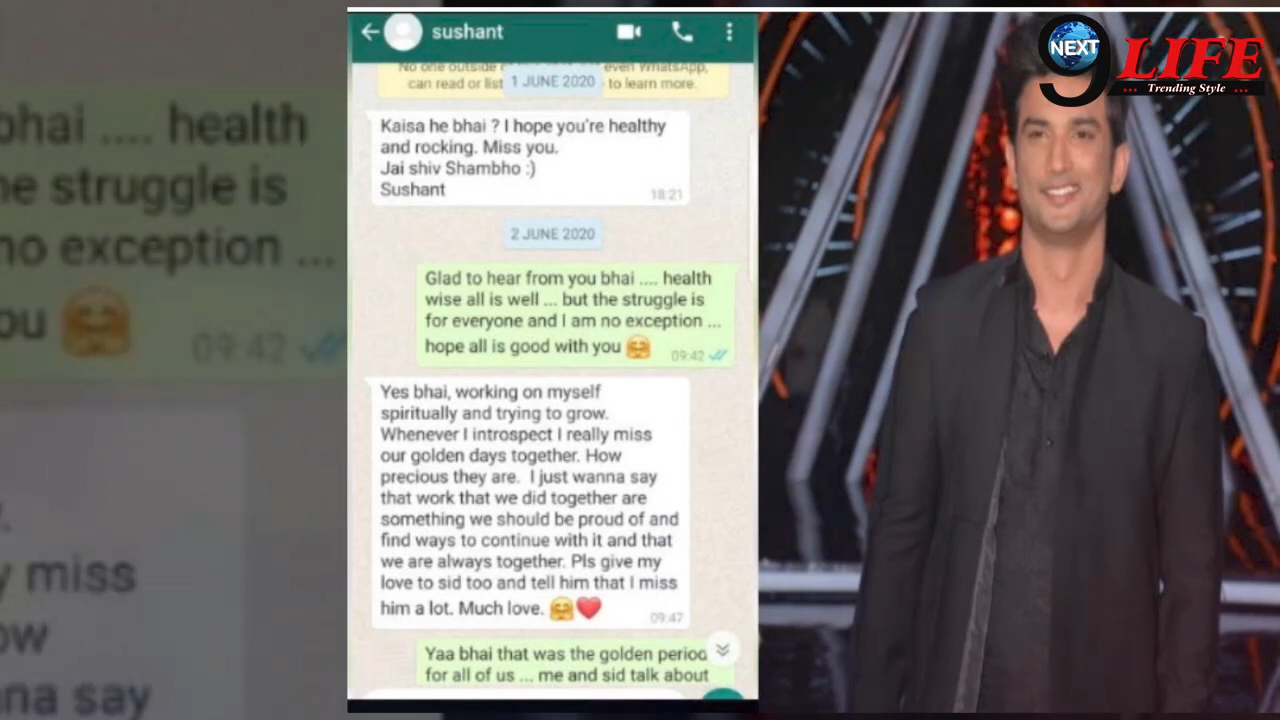 sushant
No one outside even WhatsApp,
can read or list 1 JUNE 2020 to learn more.
Kaisa he bhai ? I hope you're healthy
and rocking. Miss you.
Jai shiv Shambho :)
Sushant
18:21
2 JUNE 2020
Glad to hear from you bhai .... health
wise all is well ... but the struggle is
for everyone and I am no exception ...
hope all is good with you 🤗
09:42
Yes bhai, working on myself
spiritually and trying to grow.
Whenever I introspect I really miss
our golden days together. How
precious they are. I just wanna say
that work that we did together are
something we should be proud of and
find ways to continue with it and that
we are always together. Pls give my
love to sid too and tell him that I miss
him a lot. Much love. 🤗❤️
09:47
Yaa bhai that was the golden period
for all of us ... me and sid talk about
bhai .... health
struggle is
no exception ...
09:42
miss
say
9
NEXT
LIFE
... Trending Style ...